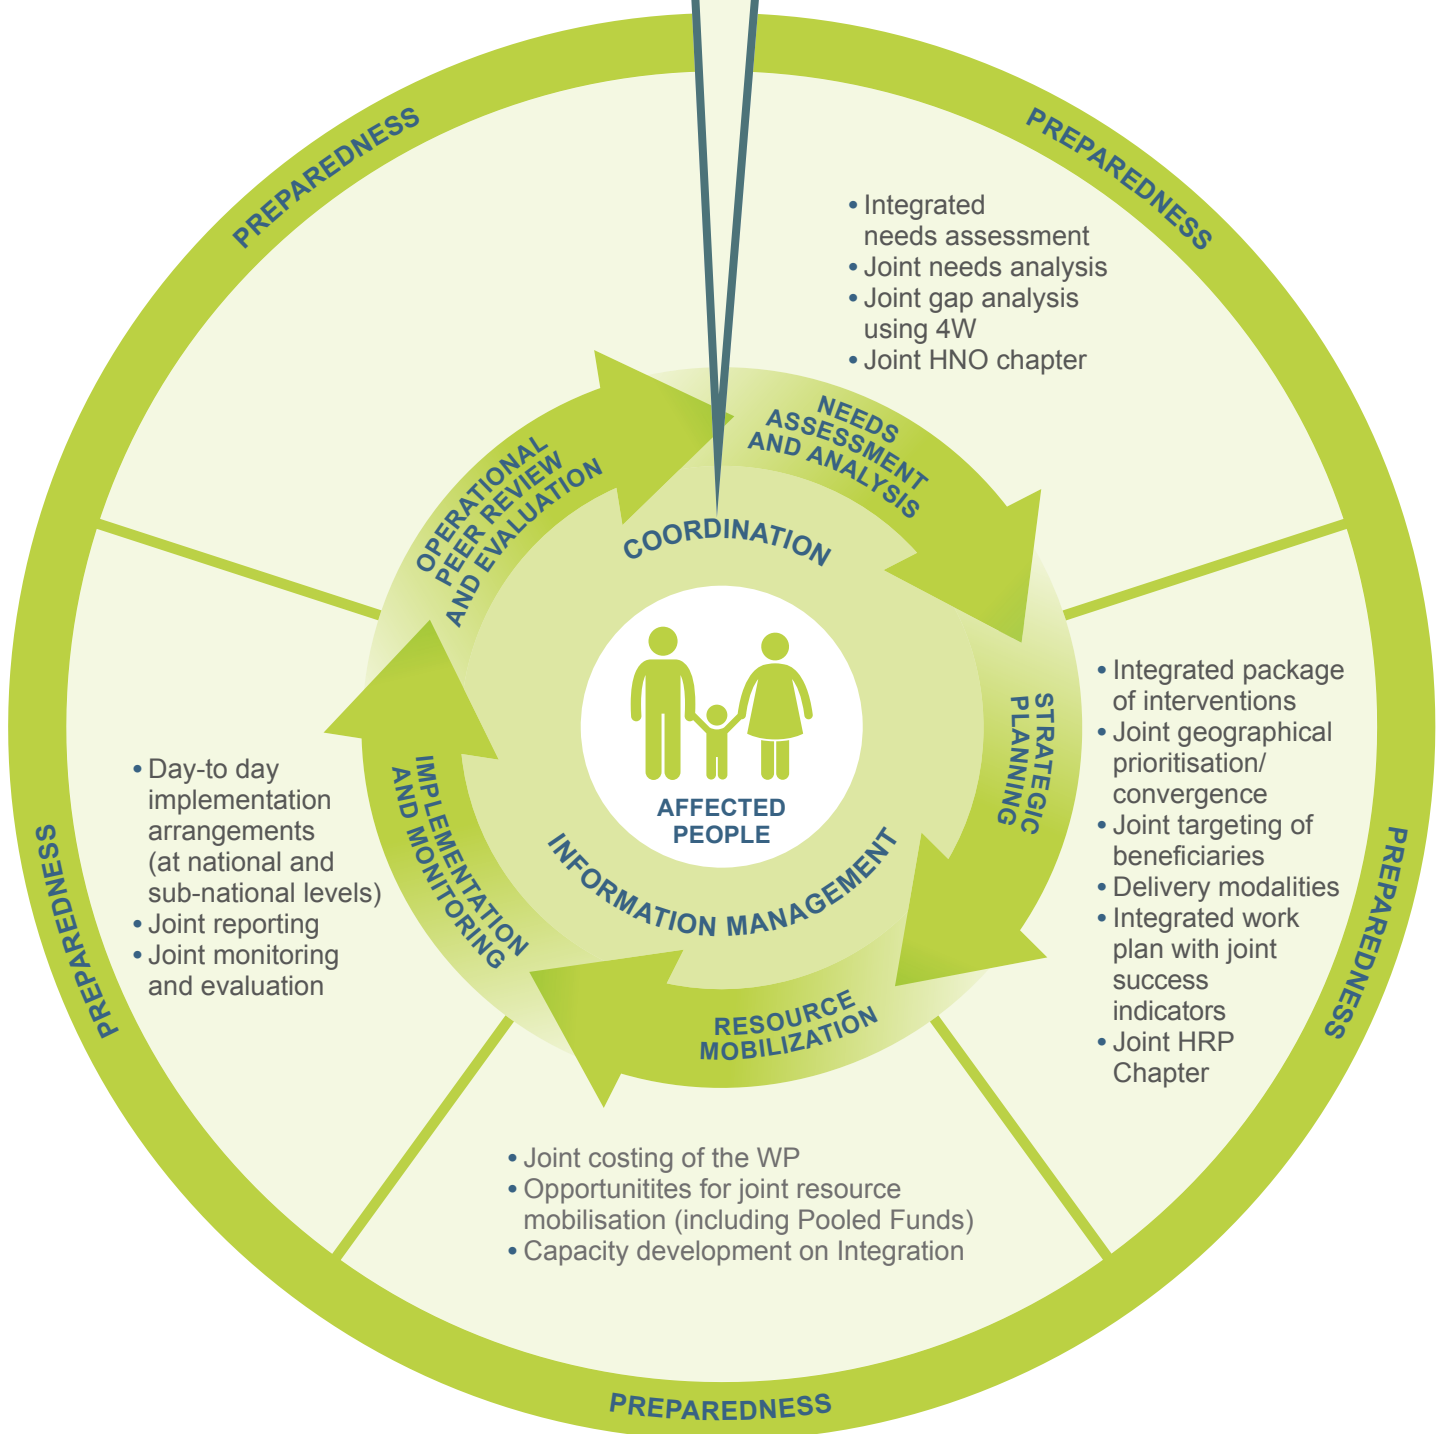 PREPAREDNESS
PREPAREDNESS
• Integrated
needs assessment
• Joint needs analysis
• Joint gap analysis
using 4W
• Joint HNO chapter
NEEDS
ASSESSMENT
AND ANALYSIS
OPERATIONAL
PEER REVIEW
AND EVALUATION
COORDINATION
AFFECTED
PEOPLE
INFORMATION MANAGEMENT
STRATEGIC
PLANNING
• Integrated package
of interventions
• Joint geographical
prioritisation/
convergence
• Joint targeting of
beneficiaries
• Delivery modalities
• Integrated work
plan with joint
success
indicators
• Joint HRP
Chapter
PREPAREDNESS
IMPLEMENTATION
AND MONITORING
• Day-to day
implementation
arrangements
(at national and
sub-national levels)
• Joint reporting
• Joint monitoring
and evaluation
PREPAREDNESS
RESOURCE
MOBILIZATION
• Joint costing of the WP
• Opportunitites for joint resource
mobilisation (including Pooled Funds)
• Capacity development on Integration
PREPAREDNESS